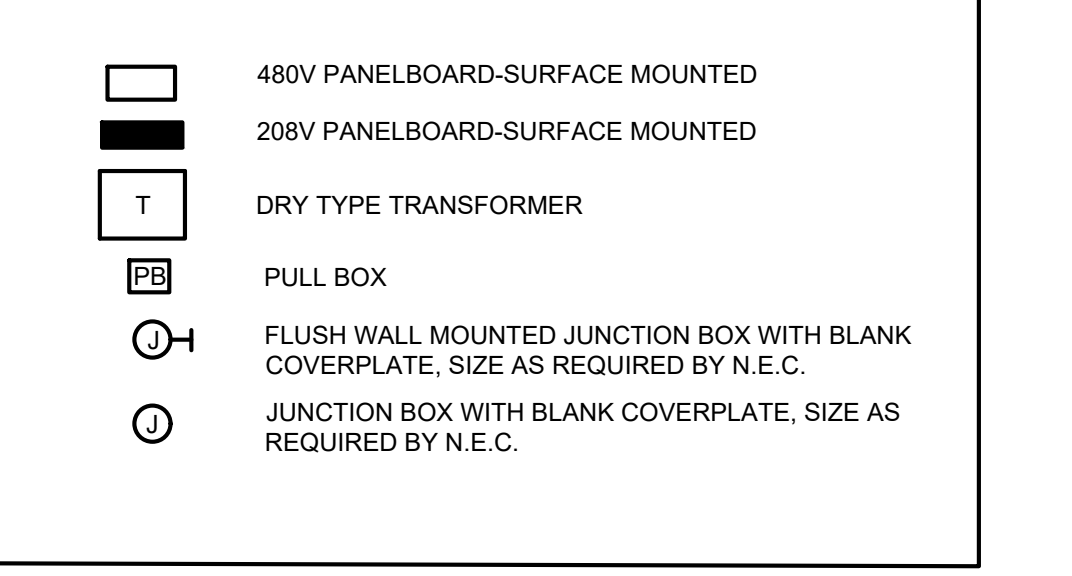 480V PANELBOARD-SURFACE MOUNTED
208V PANELBOARD-SURFACE MOUNTED
T
DRY TYPE TRANSFORMER
PB
PULL BOX
J
FLUSH WALL MOUNTED JUNCTION BOX WITH BLANK
COVERPLATE, SIZE AS REQUIRED BY N.E.C.
J
JUNCTION BOX WITH BLANK COVERPLATE, SIZE AS
REQUIRED BY N.E.C.